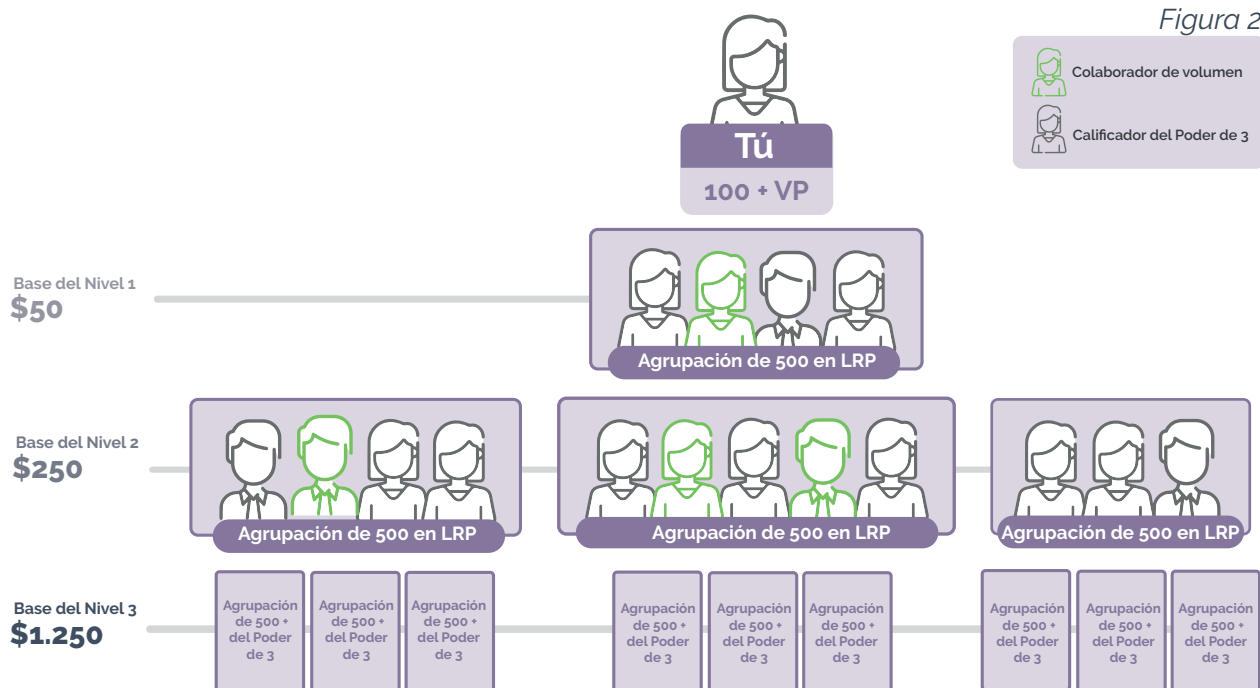 Figura 2
Colaborador de volumen
Calificador del Poder de 3
Tú
100 + VP
Base del Nivel 1
$50
Agrupación de 500 en LRP
Base del Nivel 2
$250
Agrupación de 500 en LRP
Agrupación de 500 en LRP
Agrupación de 500 en LRP
Base del Nivel 3
$1.250
Agrupación
de 500 +
del Poder
de 3
Agrupación
de 500 +
del Poder
de 3
Agrupación
de 500 +
del Poder
de 3
Agrupación
de 500 +
del Poder
de 3
Agrupación
de 500 +
del Poder
de 3
Agrupación
de 500 +
del Poder
de 3
Agrupación
de 500 +
del Poder
de 3
Agrupación
de 500 +
del Poder
de 3
Agrupación
de 500 +
del Poder
de 3